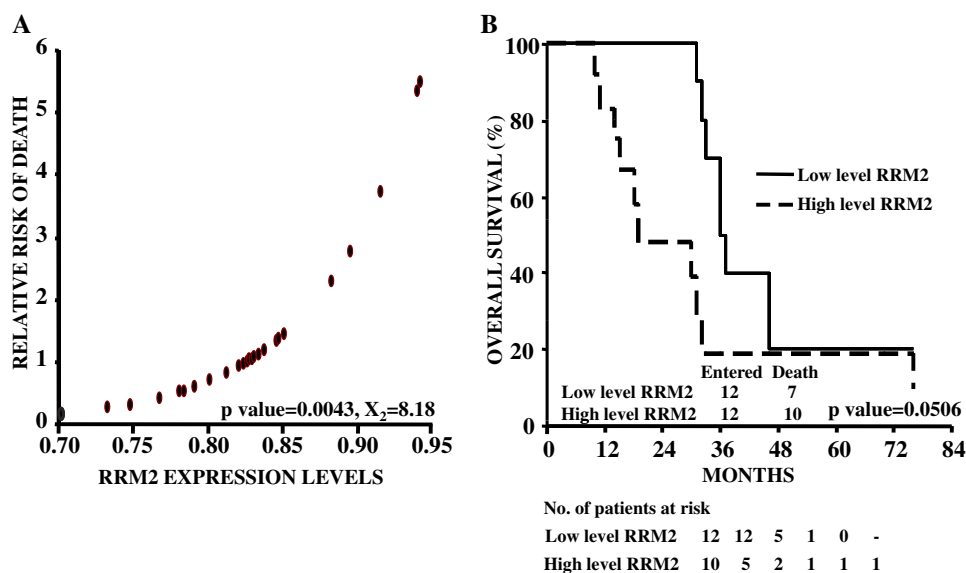 A
RELATIVE RISK OF DEATH
6
5
4
3
2
1
0
p value=0.0043, X2=8.18
0.70 0.75 0.80 0.85 0.90 0.95
RRM2 EXPRESSION LEVELS
B
OVERALL SURVIVAL (%)
100
80
60
40
20
0
Low level RRM2
High level RRM2
Entered Death
Low level RRM2 12 7
High level RRM2 12 10
p value=0.0506
0 12 24 36 48 60 72 84
MONTHS
No. of patients at risk
Low level RRM2 12 12 5 1 0 -
High level RRM2 10 5 2 1 1 1